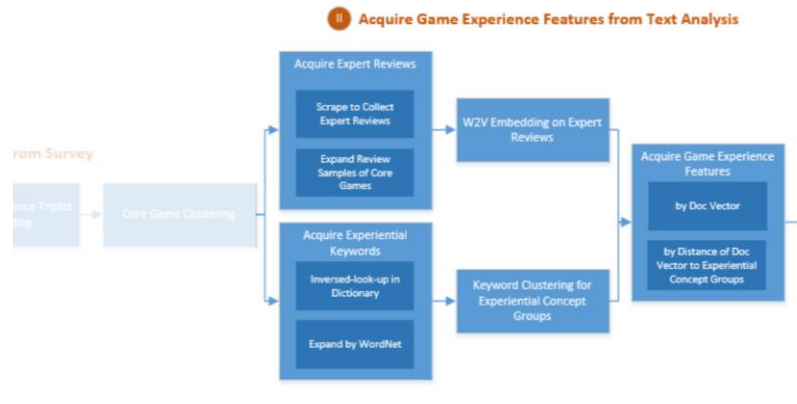 II Acquire Game Experience Features from Text Analysis
Acquire Expert Reviews
Scrape to Collect
Expert Reviews
Expand Review
Samples of Core
Games
W2V Embedding on Expert
Reviews
rom Survey
ence Triplet
Core Game Clustering
Acquire Experiential
Keywords
Inversed-look-up in
Dictionary
Expand by WordNet
Keyword Clustering for
Experiential Concept
Groups
Acquire Game Experience
Features
by Doc Vector
by Distance of Doc
Vector to Experiential
Concept Groups